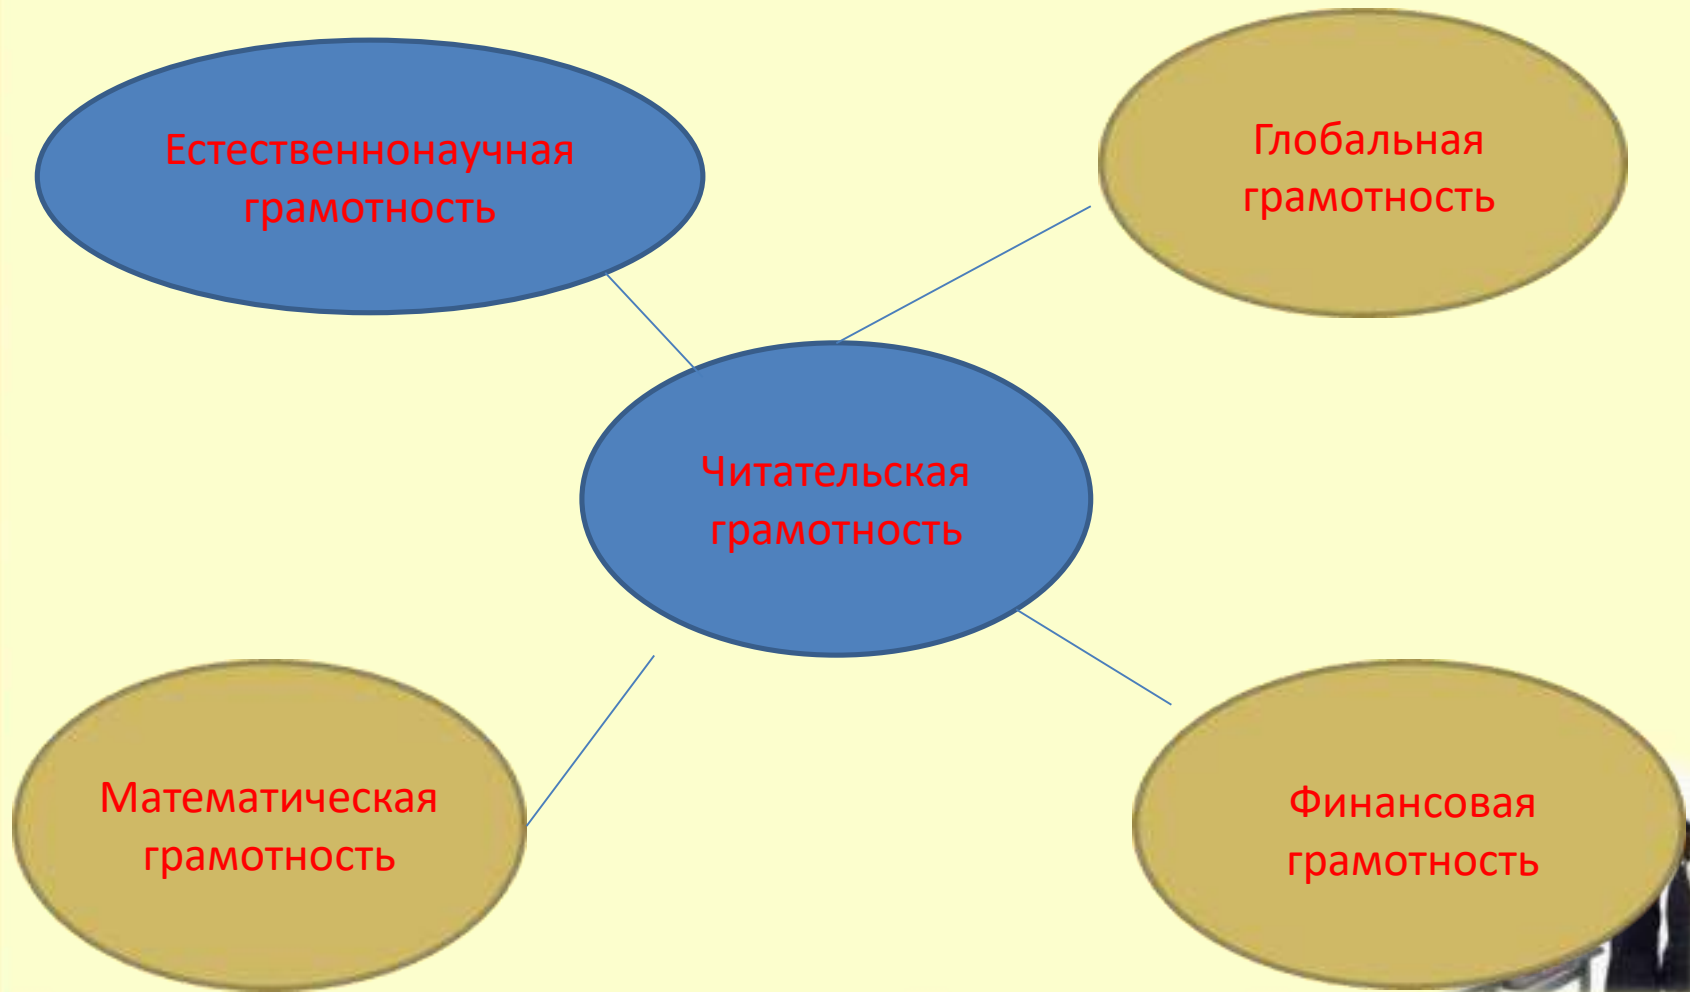 Естественнонаучная
грамотность
Глобальная
грамотность
Читательская
грамотность
Математическая
грамотность
Финансовая
грамотность